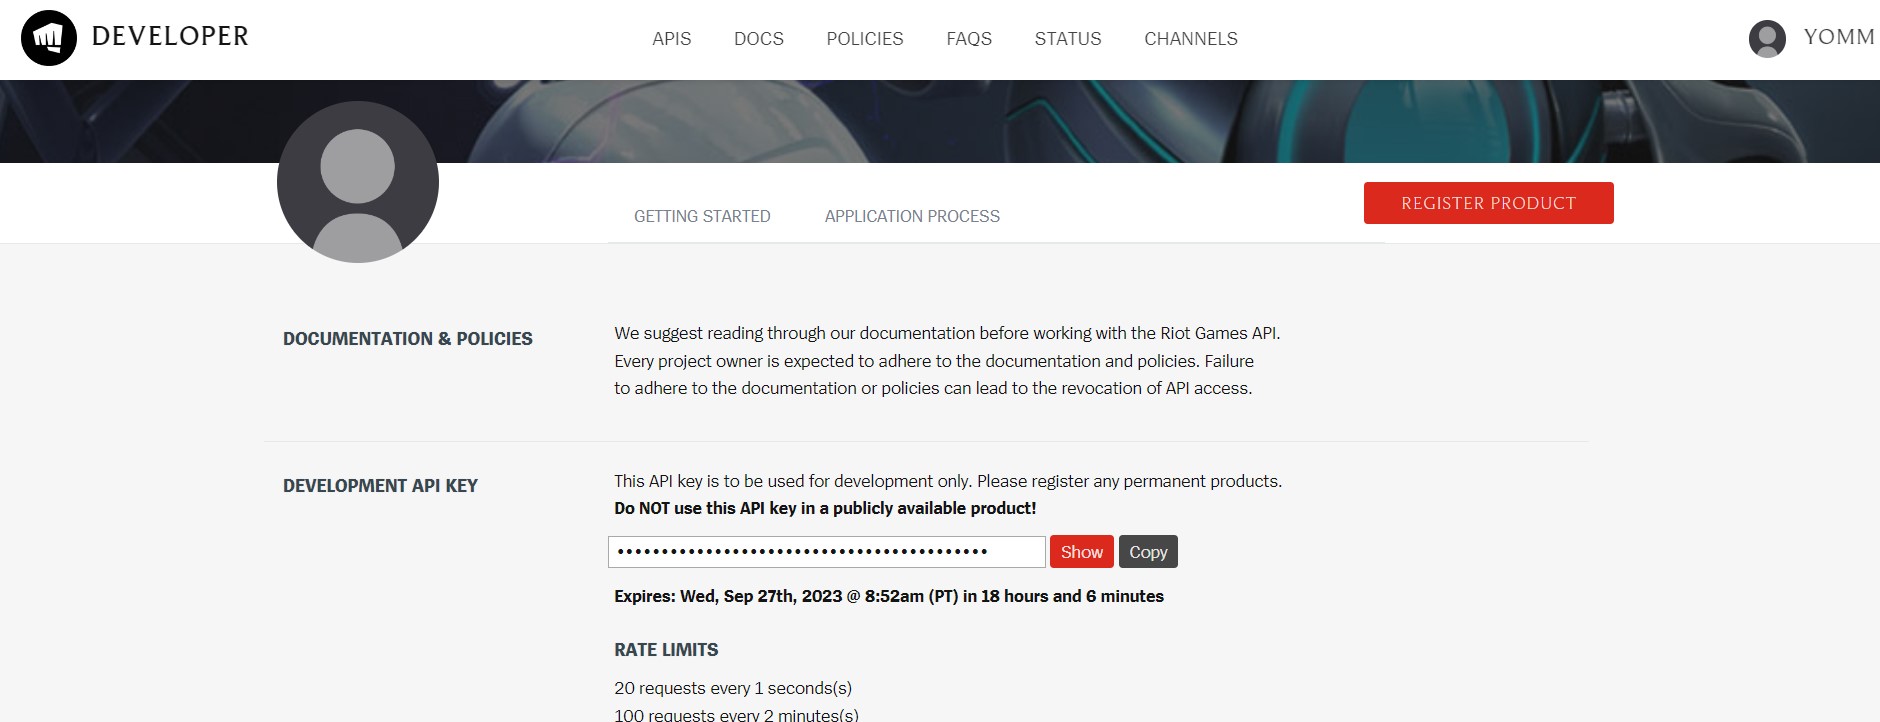 DEVELOPER
APIS DOCS POLICIES FAQS STATUS CHANNELS
YOMM
GETTING STARTED APPLICATION PROCESS
REGISTER PRODUCT
DOCUMENTATION & POLICIES
We suggest reading through our documentation before working with the Riot Games API.
Every project owner is expected to adhere to the documentation and policies. Failure
to adhere to the documentation or policies can lead to the revocation of API access.
DEVELOPMENT API KEY
This API key is to be used for development only. Please register any permanent products.
Do NOT use this API key in a publicly available product!
Show Copy
Expires: Wed, Sep 27th, 2023 @ 8:52am (PT) in 18 hours and 6 minutes
RATE LIMITS
20 requests every 1 seconds(s)
100 requests every 2 minutes(s)